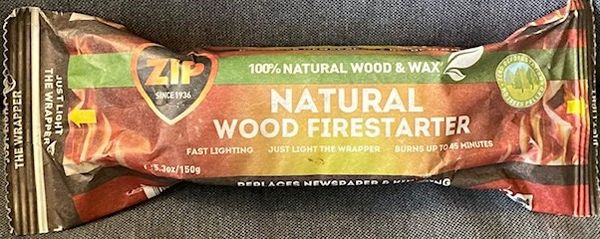 JUST LIGHT
THE WRAPPER
ZIP
SINCE 1936
100% NATURAL WOOD & WAX
NATURAL
WOOD FIRESTARTER
FAST LIGHTING JUST LIGHT THE WRAPPER BURNS UP TO 45 MINUTES
5.3oz/150g
REPLACES NEWSPAPER &
THE WRAPPER